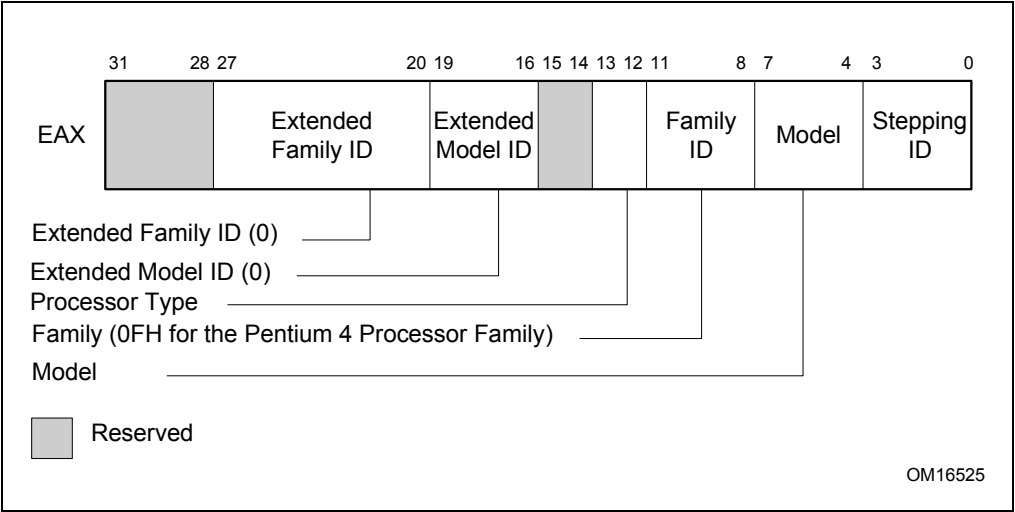 31 28 27 20 19 16 15 14 13 12 11 8 7 4 3 0
EAX
Extended Family ID
Extended Model ID
Family ID
Model
Stepping ID
Extended Family ID (0)
Extended Model ID (0)
Processor Type
Family (0FH for the Pentium 4 Processor Family)
Model
Reserved
OM16525